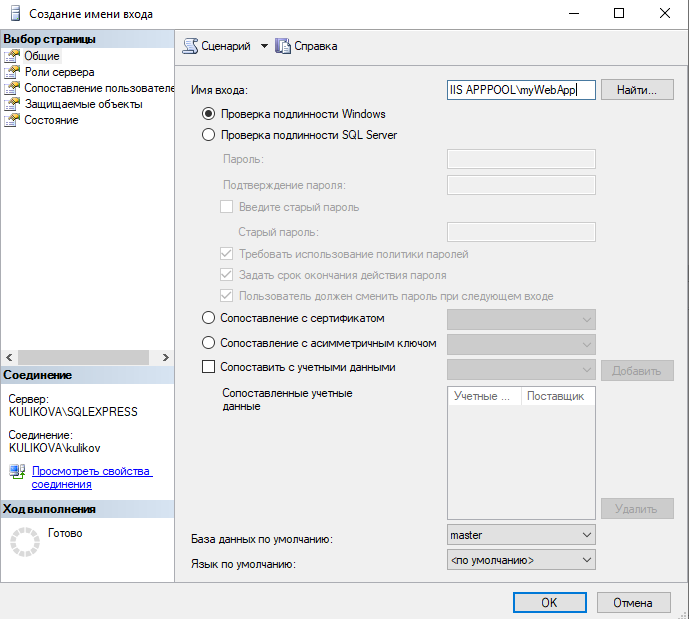 Создание имени входа
Выбор страницы
Общие
Роли сервера
Сопоставление пользователе
Защищаемые объекты
Состояние
Соединение
Сервер:
KULIKOVA\SQLEXPRESS
Соединение:
KULIKOVA\kulikov
Просмотреть свойства
соединения
Ход выполнения
Готово
Сценарий Справка
Имя входа: IIS APPPOOL\myWebApp Найти...
Проверка подлинности Windows
Проверка подлинности SQL Server
Пароль:
Подтверждение пароля:
Введите старый пароль
Старый пароль:
Требовать использование политики паролей
Задать срок окончания действия пароля
Пользователь должен сменить пароль при следующем входе
Сопоставление с сертификатом
Сопоставление с асимметричным ключом
Сопоставить с учетными данными Добавить
Сопоставленные учетные
данные
Учетные ... Поставщик
Удалить
База данных по умолчанию: master
Язык по умолчанию: <по умолчанию>
OK Отмена